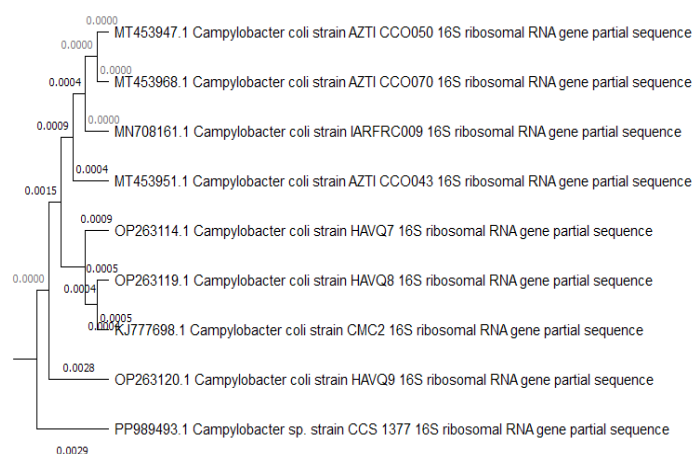 0.0000
MT453947.1 Campylobacter coli strain AZTI CCO050 16S ribosomal RNA gene partial sequence
0.0000
0.0000
MT453968.1 Campylobacter coli strain AZTI CCO070 16S ribosomal RNA gene partial sequence
0.0004
0.0000
MN708161.1 Campylobacter coli strain IARFRC009 16S ribosomal RNA gene partial sequence
0.0009
0.0004
MT453951.1 Campylobacter coli strain AZTI CCO043 16S ribosomal RNA gene partial sequence
0.0015
0.0009
OP263114.1 Campylobacter coli strain HAVQ7 16S ribosomal RNA gene partial sequence
0.0005
0.0000
OP263119.1 Campylobacter coli strain HAVQ8 16S ribosomal RNA gene partial sequence
0.0004
0.0005
KJ777698.1 Campylobacter coli strain CMC2 16S ribosomal RNA gene partial sequence
0.0028
OP263120.1 Campylobacter coli strain HAVQ9 16S ribosomal RNA gene partial sequence
PP989493.1 Campylobacter sp. strain CCS 1377 16S ribosomal RNA gene partial sequence
0.0029